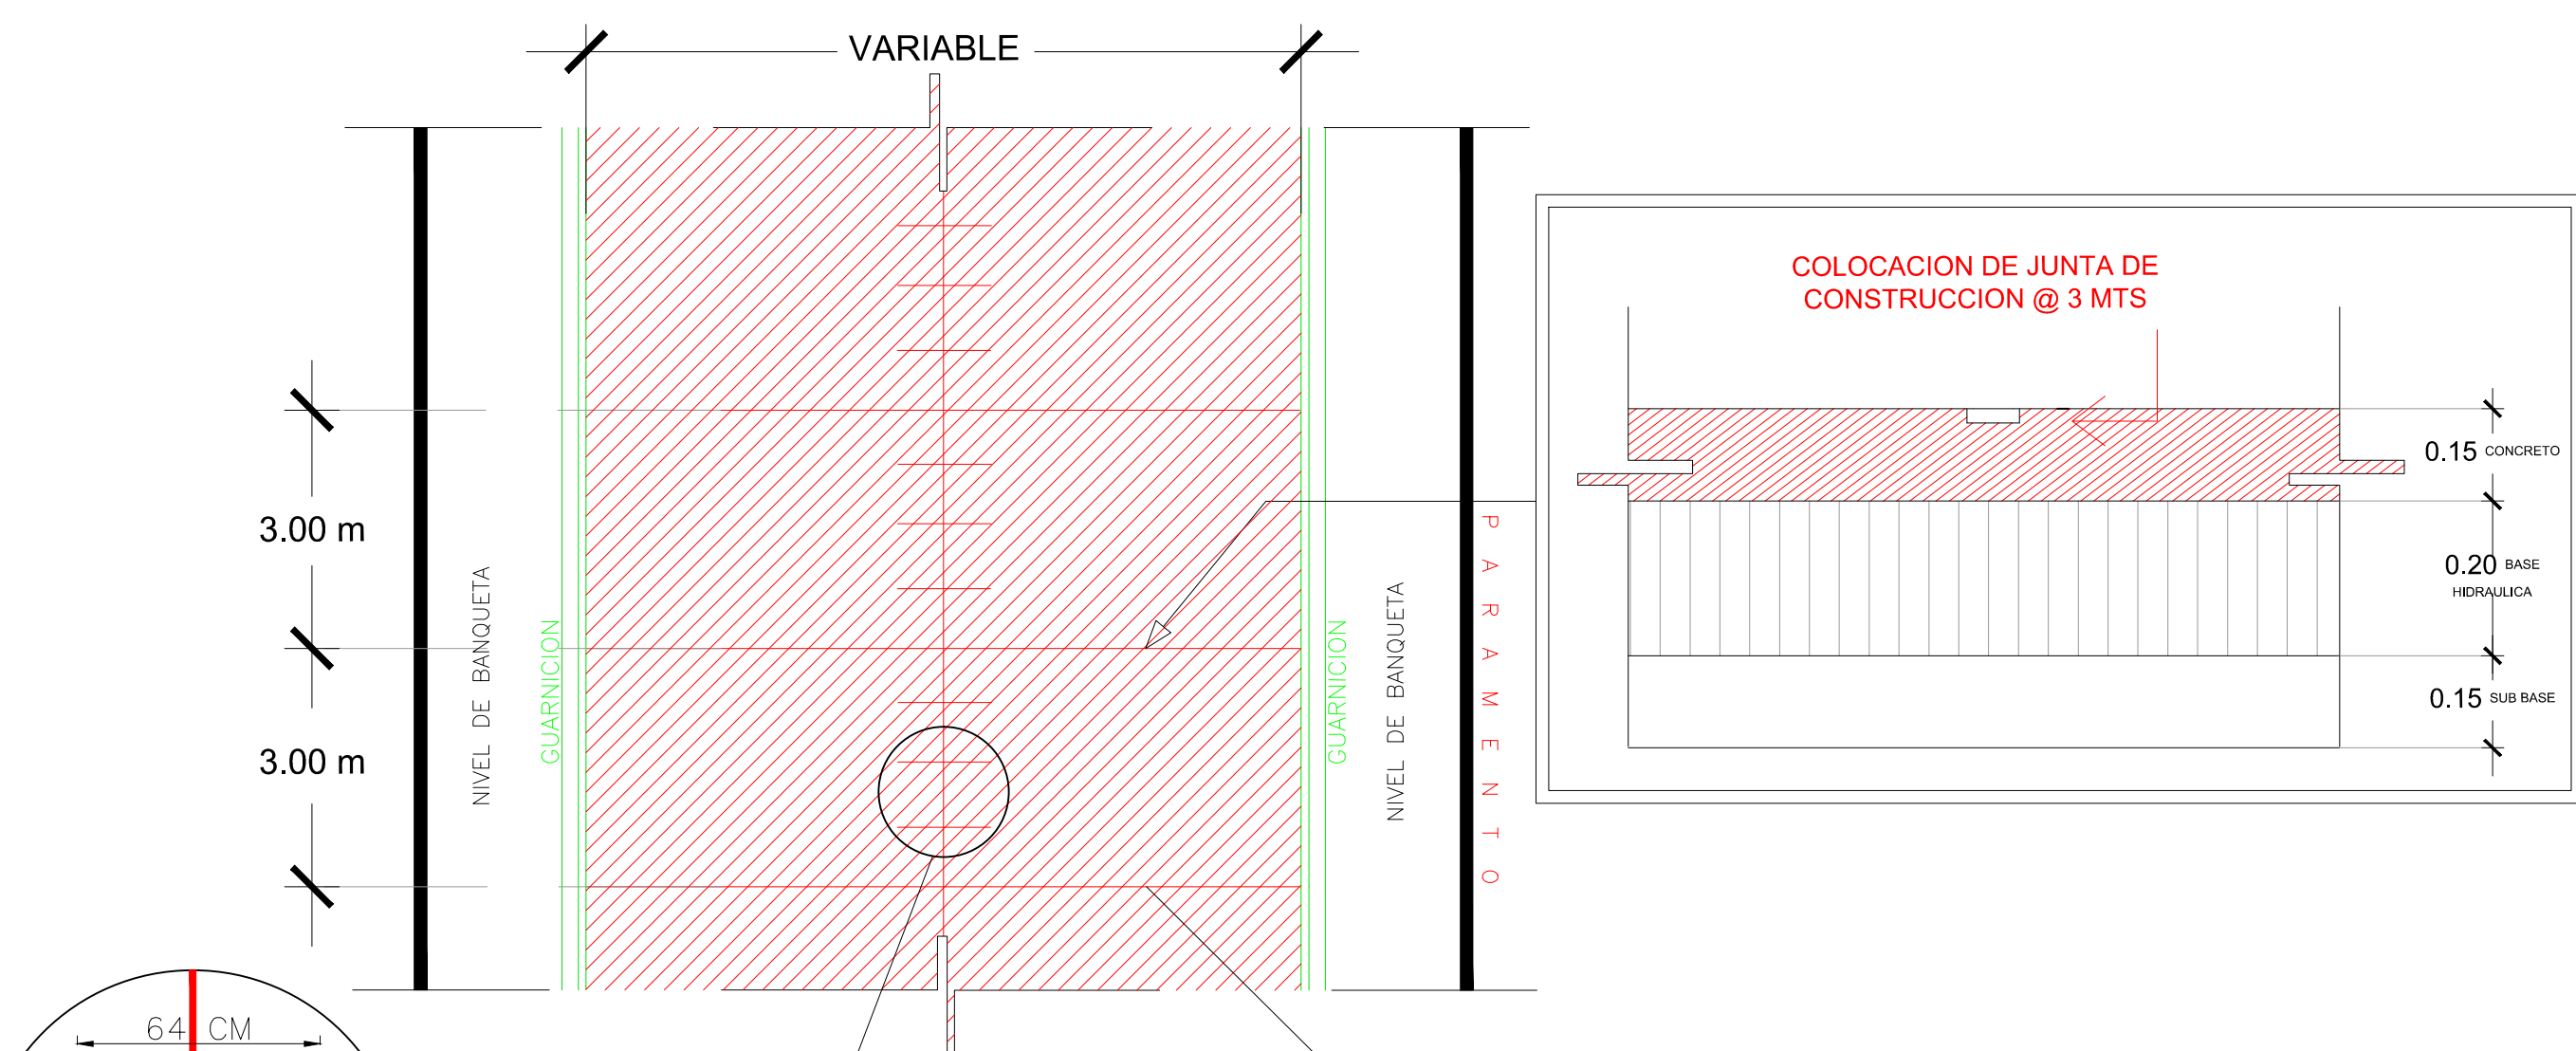 VARIABLE
COLOCACION DE JUNTA DE
CONSTRUCCION @ 3 MTS
0.15 CONCRETO
3.00 m
0.20 BASE
HIDRAULICA
0.15 SUB BASE
3.00 m
NIVEL DE BANQUETA
GUARNICION
GUARNICION
NIVEL DE BANQUETA
PARAMENTO
64 CM